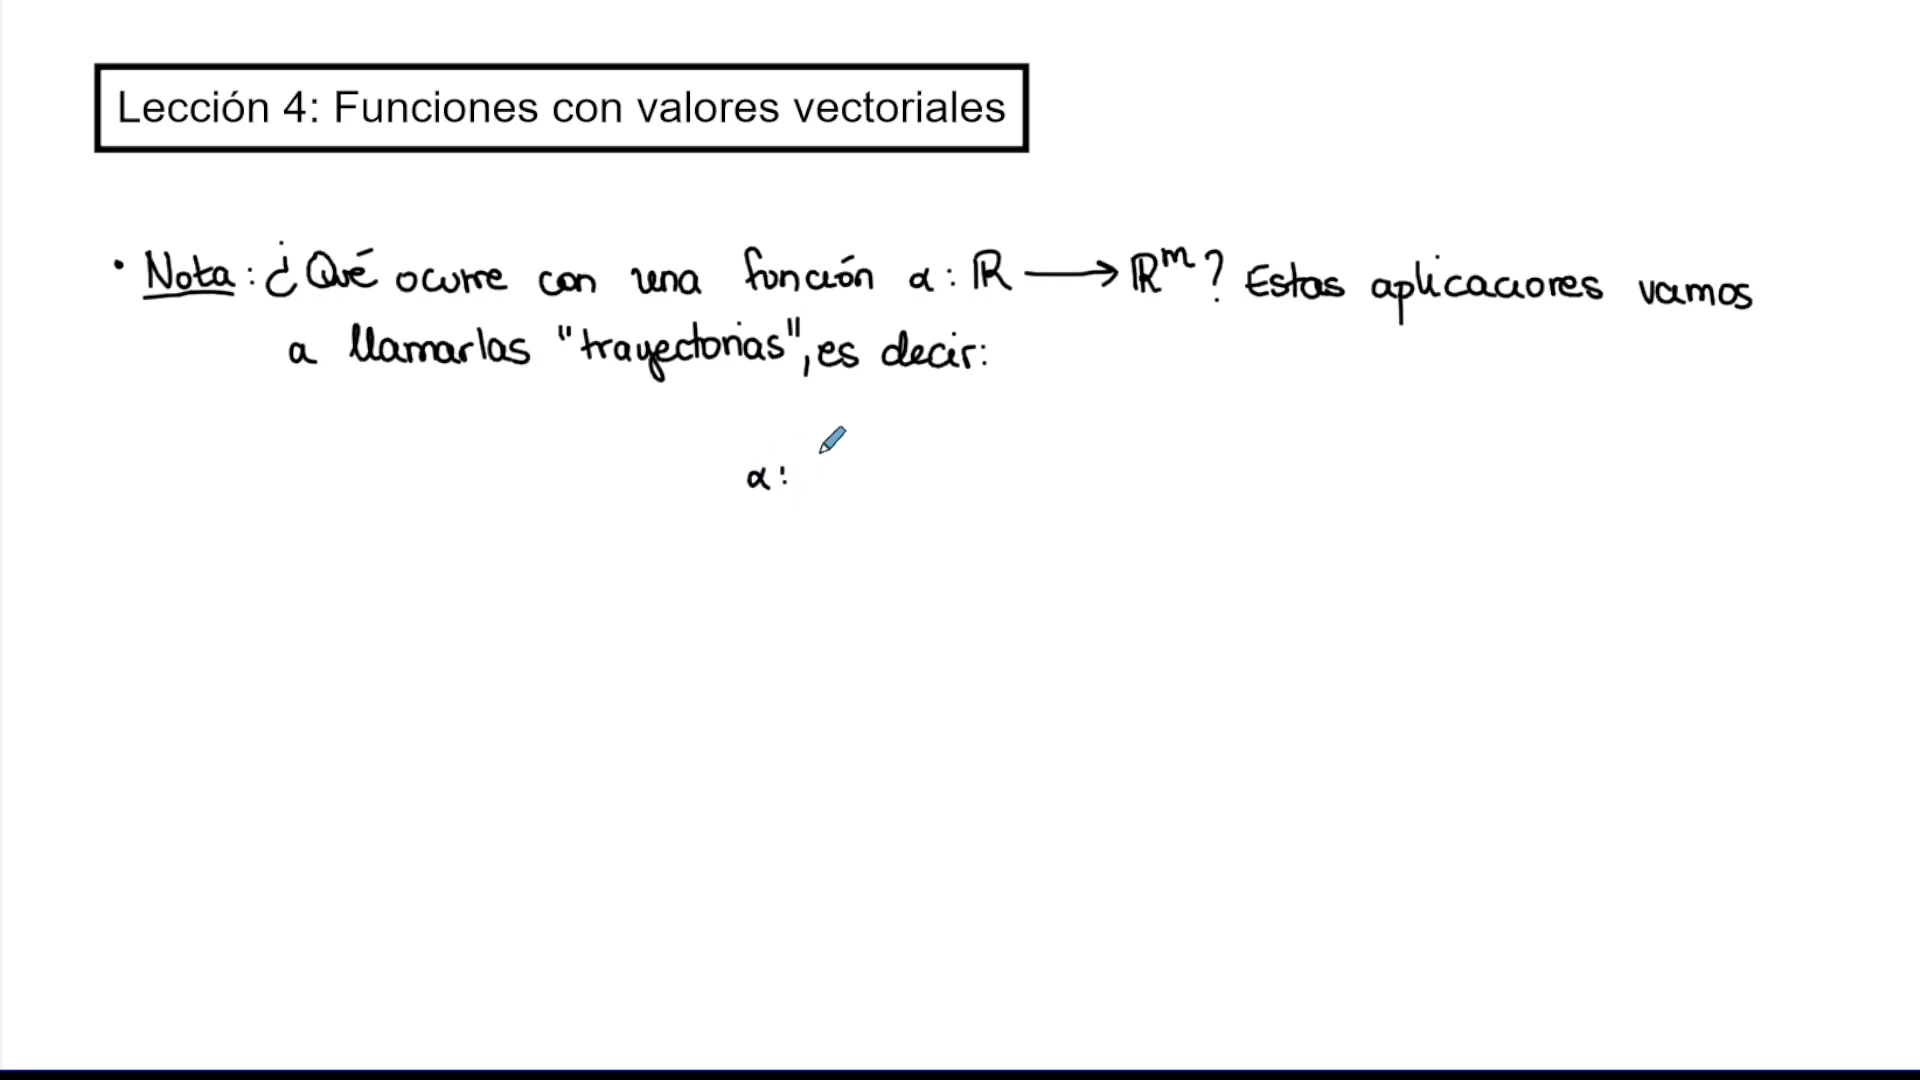 Lección 4: Funciones con valores vectoriales
• Nota: ¿Qué ocurre con una función α: ℝ ⟶ ℝᵐ? Estas aplicaciones vamos
a llamarlas "trayectorias", es decir:
α: